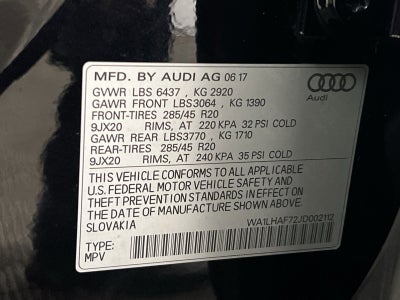 MFD. BY AUDI AG 06 17
GVWR LBS 6437 , KG 2920
GAWR FRONT LBS3064 , KG 1390
FRONT-TIRES 285/45 R20
9JX20 RIMS, AT 220 KPA 32 PSI COLD
GAWR REAR LBS3770 , KG 1710
REAR-TIRES 285/45 R20
9JX20 RIMS, AT 240 KPA 35 PSI COLD
Audi
THIS VEHICLE CONFORMS TO ALL APPLICABLE
U.S. FEDERAL MOTOR VEHICLE SAFETY AND
THEFT PREVENTION STANDARDS IN EFFECT ON
THE DATE OF MANUFACTURE SHOWN ABOVE.
SLOVAKIA
WA1LHAF72JD002112
TYPE:
MPV